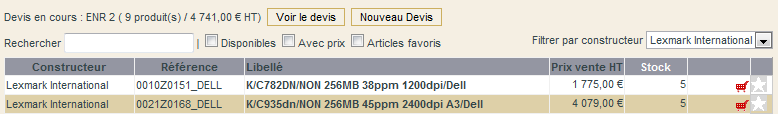 Devis en cours : ENR 2 ( 9 produit(s) / 4 741,00 € HT) Voir le devis Nouveau Devis
Rechercher | Disponibles Avec prix Articles favoris Filtrer par constructeur Lexmark International
Constructeur Référence Libellé Prix vente HT Stock
Lexmark International 0010Z0151_DELL K/C782DN/NON 256MB 38ppm 1200dpi/Dell 1 775,00 € 5
Lexmark International 0021Z0168_DELL K/C935dn/NON 256MB 45ppm 2400dpi A3/Dell 4 079,00 € 5